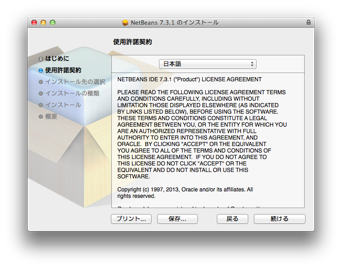 NetBeans 7.3.1 のインストール
使用許諾契約
はじめに
使用許諾契約
インストール先の選択
インストールの種類
インストール
概要
日本語
NETBEANS IDE 7.3.1 ("Product") LICENSE AGREEMENT
PLEASE READ THE FOLLOWING LICENSE AGREEMENT TERMS
AND CONDITIONS CAREFULLY, INCLUDING WITHOUT
LIMITATION THOSE DISPLAYED ELSEWHERE (AS INDICATED
BY LINKS LISTED BELOW), BEFORE USING THE SOFTWARE.
THESE TERMS AND CONDITIONS CONSTITUTE A LEGAL
AGREEMENT BETWEEN YOU, OR THE ENTITY FOR WHICH YOU
ARE AN AUTHORIZED REPRESENTATIVE WITH FULL
AUTHORITY TO ENTER INTO THIS AGREEMENT, AND
ORACLE. BY CLICKING "ACCEPT" OR THE EQUIVALENT
YOU AGREE TO ALL OF THE TERMS AND CONDITIONS OF
THIS LICENSE AGREEMENT. IF YOU DO NOT AGREE TO
THIS LICENSE DO NOT CLICK "ACCEPT" OR THE
EQUIVALENT AND DO NOT INSTALL OR USE THIS
SOFTWARE.
Copyright (c) 1997, 2013, Oracle and/or its affiliates. All
rights reserved.
プリント...
保存...
戻る
続ける